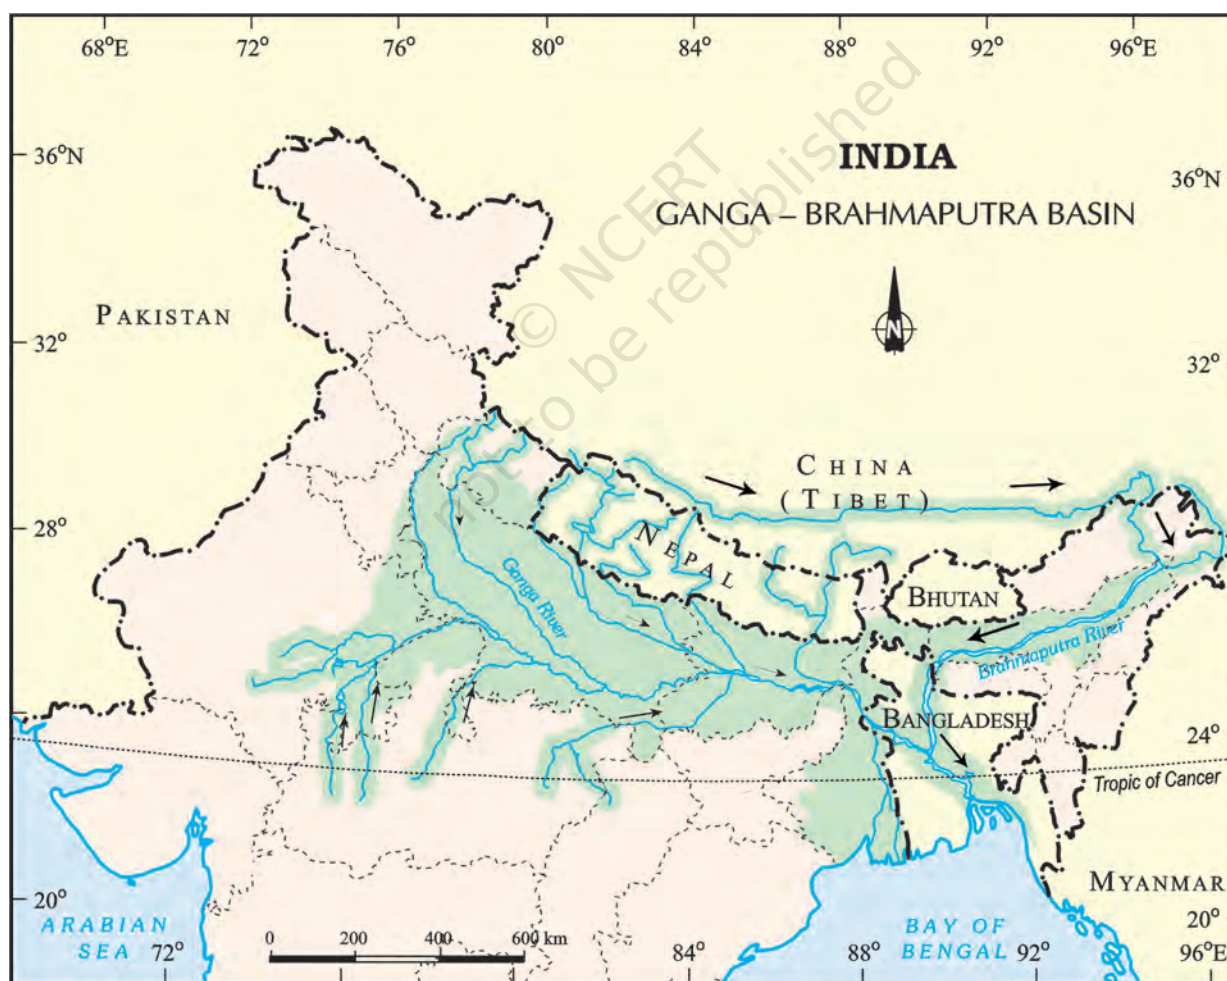 68°E 72° 76° 80° 84° 88° 92° 96°E
© NCERT
not to be republished
36°N
INDIA
36°N
GANGA – BRAHMAPUTRA BASIN
PAKISTAN
N
32°
32°
CHINA
(TIBET)
28°
NEPAL
Ganga River
BHUTAN
Brahmaputra River
BANGLADESH
24°
Tropic of Cancer
MYANMAR
20°
20°
ARABIAN
SEA
BAY OF
BENGAL
0 200 400 600 km
72° 84° 88° 92° 96°E